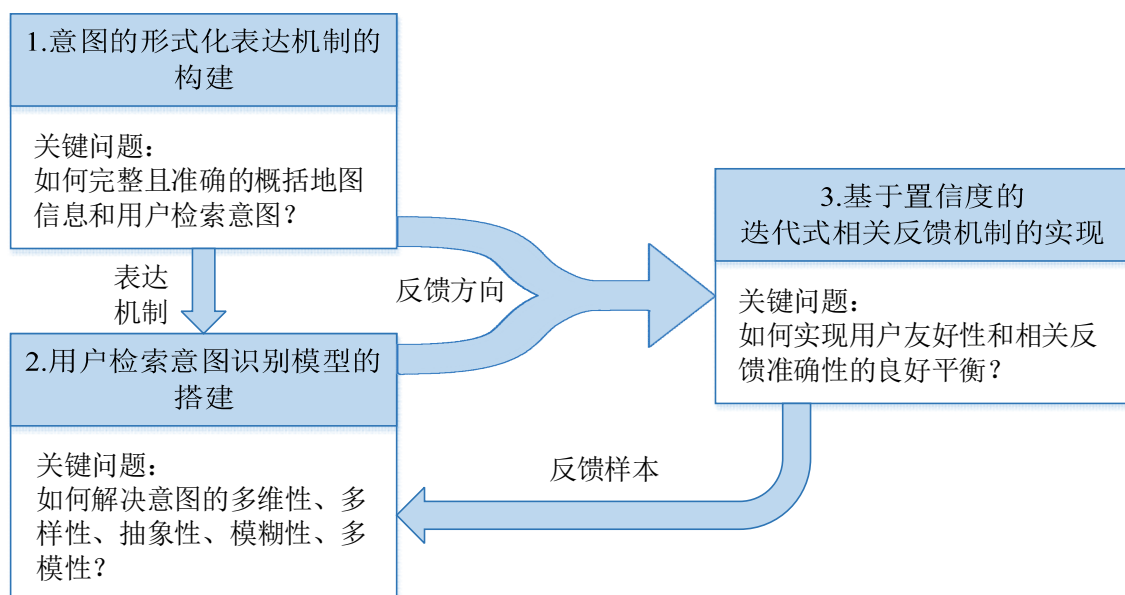 1.意图的形式化表达机制的
构建
关键问题：
如何完整且准确的概括地图
信息和用户检索意图？
表达
机制
反馈方向
2.用户检索意图识别模型的
搭建
关键问题：
如何解决意图的多维性、多
样性、抽象性、模糊性、多
模性？
3.基于置信度的
迭代式相关反馈机制的实现
关键问题：
如何实现用户友好性和相关反
馈准确性的良好平衡？
反馈样本